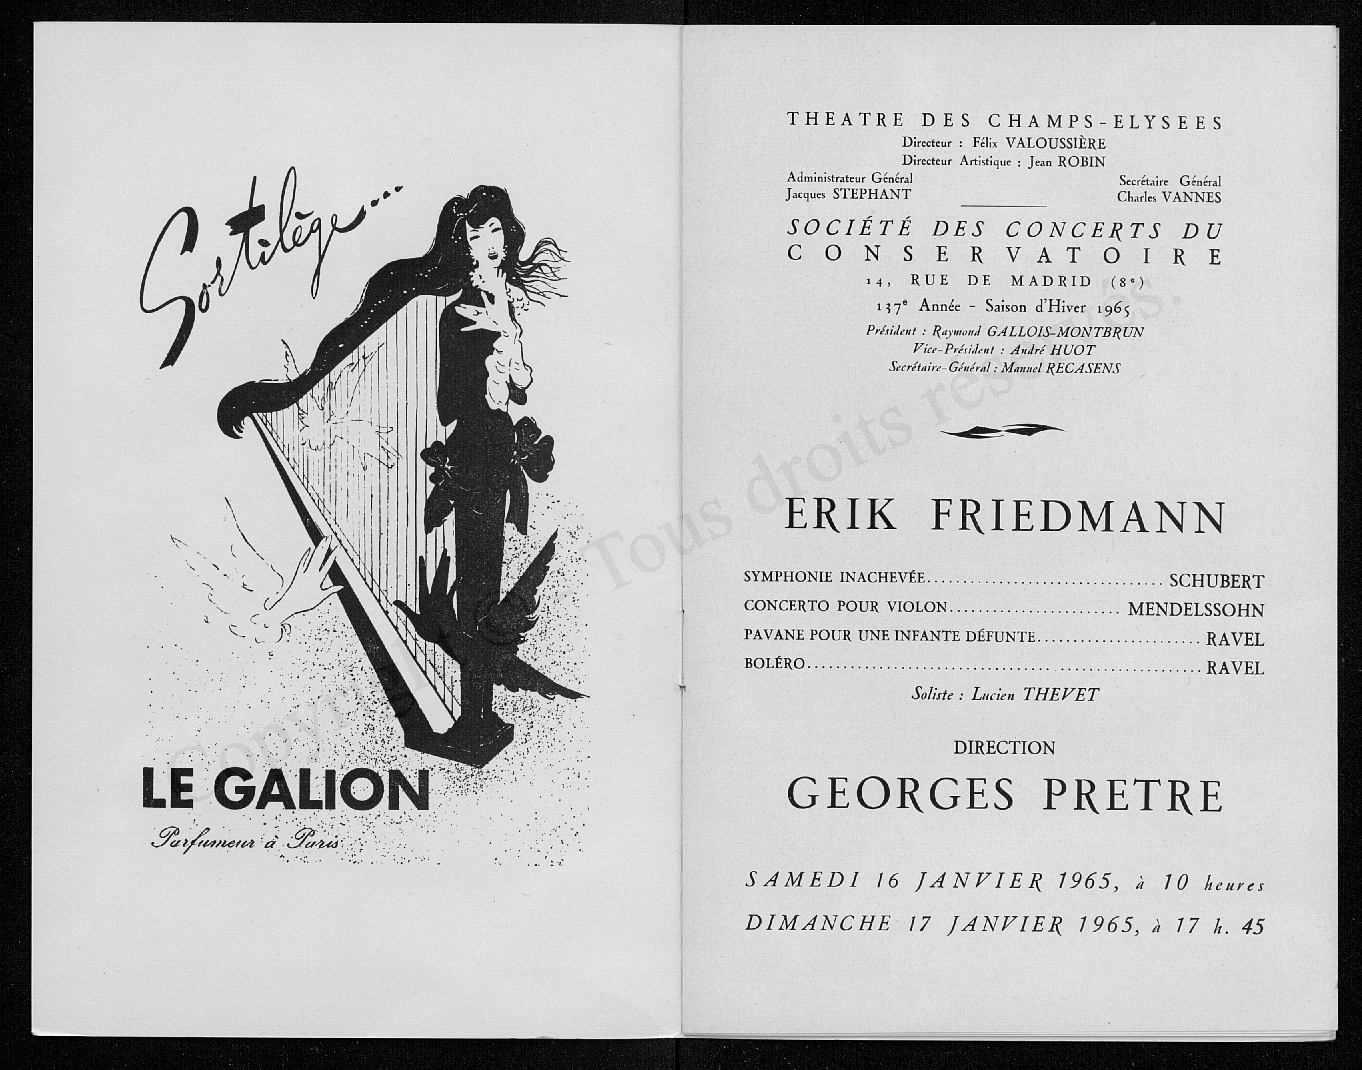 Sortilège...
LE GALION
Parfumeur à Paris
THEATRE DES CHAMPS-ELYSEES
Directeur : Félix VALOUSSIÈRE
Directeur Artistique : Jean ROBIN
Administrateur Général
Jacques STEPHANT
Secrétaire Général
Charles VANNES
SOCIÉTÉ DES CONCERTS DU
CONSERVATOIRE
14, RUE DE MADRID (8e)
137e Année - Saison d'Hiver 1965
Président : Raymond GALLOIS-MONTBRUN
Vice-Président : André HUOT
Secrétaire-Général : Manuel RECASENS
ERIK FRIEDMANN
SYMPHONIE INACHEVÉE................................ SCHUBERT
CONCERTO POUR VIOLON........................ MENDELSSOHN
PAVANE POUR UNE INFANTE DÉFUNTE....................... RAVEL
BOLÉRO....................................................... RAVEL
Soliste : Lucien THEVET
DIRECTION
GEORGES PRETRE
SAMEDI 16 JANVIER 1965, à 10 heures
DIMANCHE 17 JANVIER 1965, à 17 h. 45
Copyright © - Tous droits reservés.